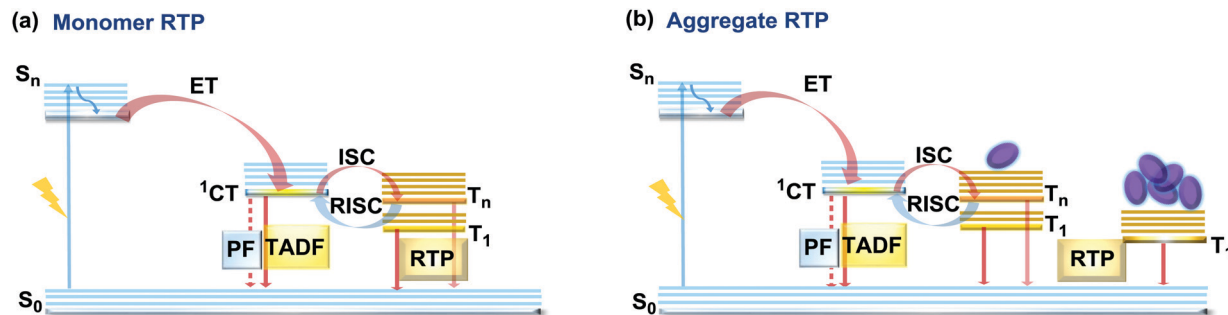 (a) Monomer RTP
Sn
ET
ISC
¹CT
RISC
Tn
T1
PF
TADF
RTP
S0
(b) Aggregate RTP
Sn
ET
ISC
¹CT
RISC
Tn
T1
PF
TADF
RTP
T1
S0